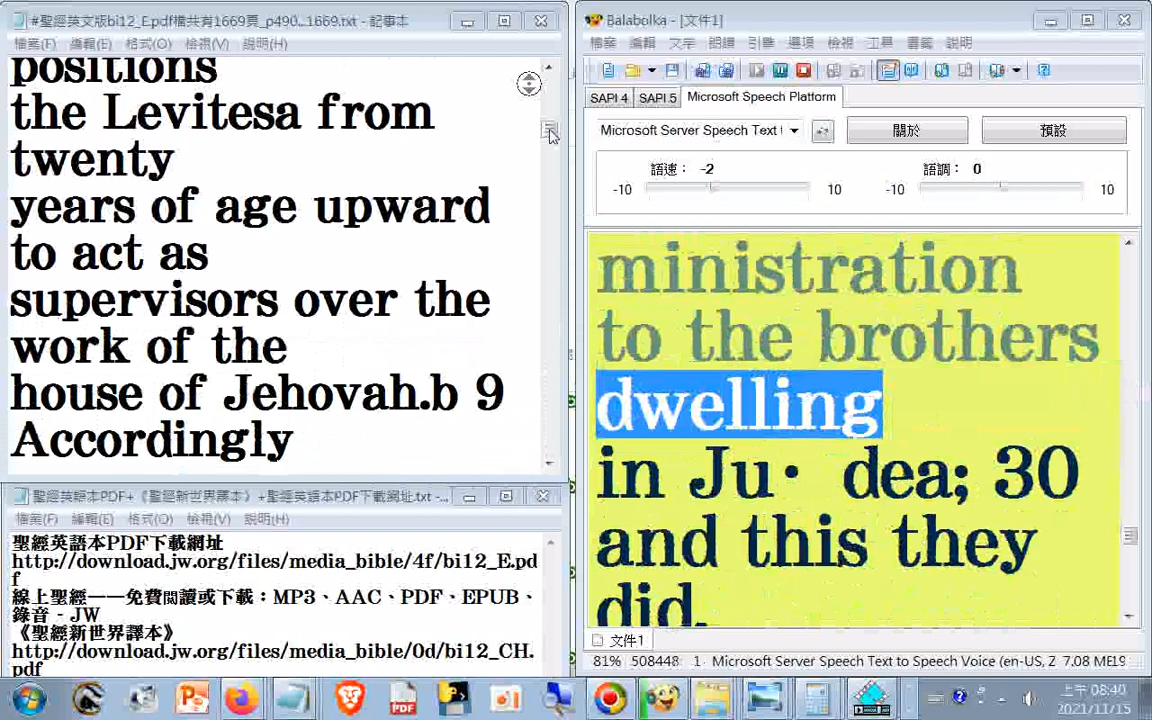 #聖經英文版bi12_E.pdf檔共有1669頁_p490..1669.txt - 記事本
檔案(F) 編輯(E) 格式(O) 檢視(V) 說明(H)
positions
the Levitesa from
twenty
years of age upward
to act as
supervisors over the
work of the
house of Jehovah.b 9
Accordingly
聖經英語本PDF+《聖經新世界譯本》+聖經英語本PDF下載網址.txt - ...
檔案(F) 編輯(E) 格式(O) 檢視(V) 說明(H)
聖經英語本PDF下載網址
http://download.jw.org/files/media_bible/4f/bi12_E.pd
f
線上聖經——免費閱讀或下載：MP3、AAC、PDF、EPUB、
錄音 - JW
《聖經新世界譯本》
http://download.jw.org/files/media_bible/0d/bi12_CH.
pdf
Balabolka - [文件1]
檔案 編輯 文字 朗讀 引擎 選項 檢視 工具 書籤 說明
SAPI 4 SAPI 5 Microsoft Speech Platform
Microsoft Server Speech Text 關於 預設
語速： -2 語調： 0
-10 10 -10 10
ministration
to the brothers
dwelling
in Ju· dea; 30
and this they
did.
文件1
81% 508448 1 Microsoft Server Speech Text to Speech Voice (en-US, Z 7.08 ME19
上午 08:40
2021/11/15